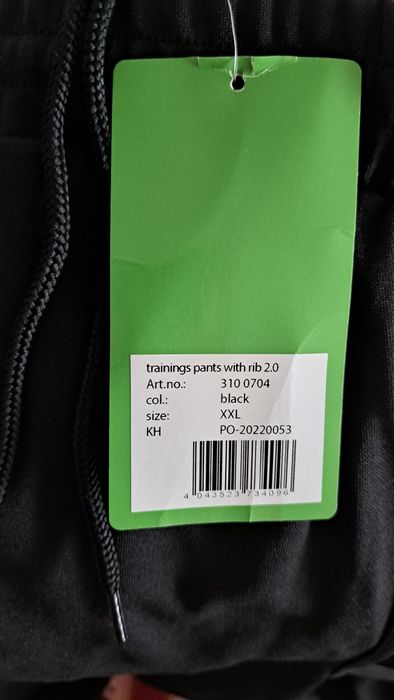 trainings pants with rib 2.0
Art.no.: 310 0704
col.: black
size: XXL
KH PO-20220053
4 043523 734096